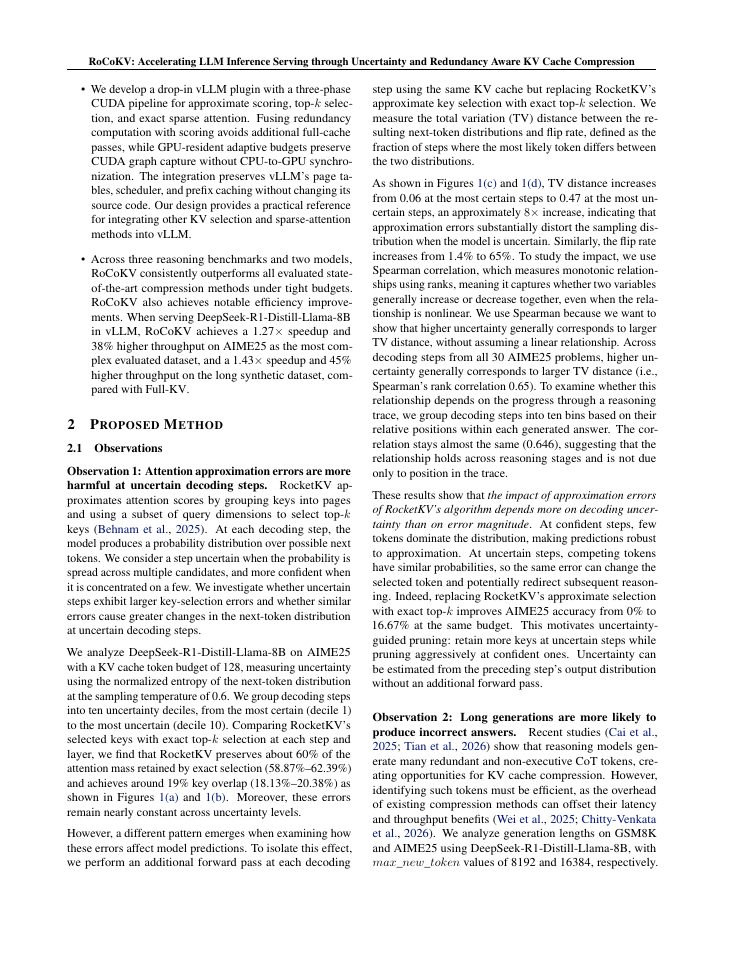 RoCoKV: Accelerating LLM Inference Serving through Uncertainty and Redundancy Aware KV Cache Compression
• We develop a drop-in vLLM plugin with a three-phase
CUDA pipeline for approximate scoring, top-k selec-
tion, and exact sparse attention. Fusing redundancy
computation with scoring avoids additional full-cache
passes, while GPU-resident adaptive budgets preserve
CUDA graph capture without CPU-to-GPU synchro-
nization. The integration preserves vLLM's page ta-
bles, scheduler, and prefix caching without changing its
source code. Our design provides a practical reference
for integrating other KV selection and sparse-attention
methods into vLLM.
• Across three reasoning benchmarks and two models,
RoCoKV consistently outperforms all evaluated state-
of-the-art compression methods under tight budgets.
RoCoKV also achieves notable efficiency improve-
ments. When serving DeepSeek-R1-Distill-Llama-8B
in vLLM, RoCoKV achieves a 1.27× speedup and
38% higher throughput on AIME25 as the most com-
plex evaluated dataset, and a 1.43× speedup and 45%
higher throughput on the long synthetic dataset, com-
pared with Full-KV.
2 PROPOSED METHOD
2.1 Observations
Observation 1: Attention approximation errors are more
harmful at uncertain decoding steps. RocketKV ap-
proximates attention scores by grouping keys into pages
and using a subset of query dimensions to select top-k
keys (Behnam et al., 2025). At each decoding step, the
model produces a probability distribution over possible next
tokens. We consider a step uncertain when the probability is
spread across multiple candidates, and more confident when
it is concentrated on a few. We investigate whether uncertain
steps exhibit larger key-selection errors and whether similar
errors cause greater changes in the next-token distribution
at uncertain decoding steps.
We analyze DeepSeek-R1-Distill-Llama-8B on AIME25
with a KV cache token budget of 128, measuring uncertainty
using the normalized entropy of the next-token distribution
at the sampling temperature of 0.6. We group decoding steps
into ten uncertainty deciles, from the most certain (decile 1)
to the most uncertain (decile 10). Comparing RocketKV's
selected keys with exact top-k selection at each step and
layer, we find that RocketKV preserves about 60% of the
attention mass retained by exact selection (58.87%–62.39%)
and achieves around 19% key overlap (18.13%–20.38%) as
shown in Figures 1(a) and 1(b). Moreover, these errors
remain nearly constant across uncertainty levels.
However, a different pattern emerges when examining how
these errors affect model predictions. To isolate this effect,
we perform an additional forward pass at each decoding
step using the same KV cache but replacing RocketKV's
approximate key selection with exact top-k selection. We
measure the total variation (TV) distance between the re-
sulting next-token distributions and flip rate, defined as the
fraction of steps where the most likely token differs between
the two distributions.
As shown in Figures 1(c) and 1(d), TV distance increases
from 0.06 at the most certain steps to 0.47 at the most un-
certain steps, an approximately 8× increase, indicating that
approximation errors substantially distort the sampling dis-
tribution when the model is uncertain. Similarly, the flip rate
increases from 1.4% to 65%. To study the impact, we use
Spearman correlation, which measures monotonic relation-
ships using ranks, meaning it captures whether two variables
generally increase or decrease together, even when the rela-
tionship is nonlinear. We use Spearman because we want to
show that higher uncertainty generally corresponds to larger
TV distance, without assuming a linear relationship. Across
decoding steps from all 30 AIME25 problems, higher un-
certainty generally corresponds to larger TV distance (i.e.,
Spearman's rank correlation 0.65). To examine whether this
relationship depends on the progress through a reasoning
trace, we group decoding steps into ten bins based on their
relative positions within each generated answer. The cor-
relation stays almost the same (0.646), suggesting that the
relationship holds across reasoning stages and is not due
only to position in the trace.
These results show that the impact of approximation errors
of RocketKV's algorithm depends more on decoding uncer-
tainty than on error magnitude. At confident steps, few
tokens dominate the distribution, making predictions robust
to approximation. At uncertain steps, competing tokens
have similar probabilities, so the same error can change the
selected token and potentially redirect subsequent reason-
ing. Indeed, replacing RocketKV's approximate selection
with exact top-k improves AIME25 accuracy from 0% to
16.67% at the same budget. This motivates uncertainty-
guided pruning: retain more keys at uncertain steps while
pruning aggressively at confident ones. Uncertainty can
be estimated from the preceding step's output distribution
without an additional forward pass.
Observation 2: Long generations are more likely to
produce incorrect answers. Recent studies (Cai et al.,
2025; Tian et al., 2026) show that reasoning models gen-
erate many redundant and non-executive CoT tokens, cre-
ating opportunities for KV cache compression. However,
identifying such tokens must be efficient, as the overhead
of existing compression methods can offset their latency
and throughput benefits (Wei et al., 2025; Chitty-Venkata
et al., 2026). We analyze generation lengths on GSM8K
and AIME25 using DeepSeek-R1-Distill-Llama-8B, with
max_new_token values of 8192 and 16384, respectively.